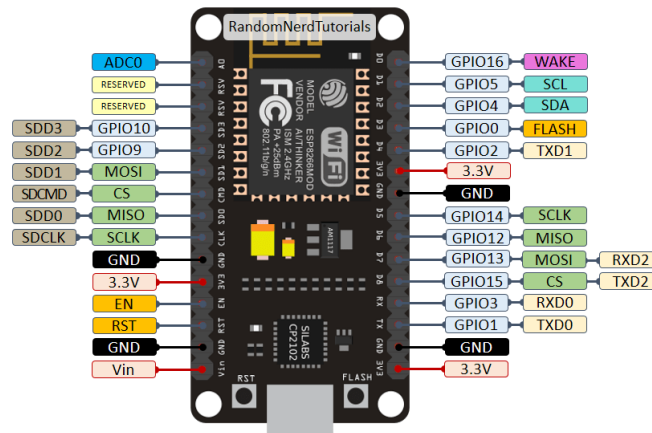 RandomNerdTutorials
ADC0 A0 D0 GPIO16 WAKE
RESERVED RSV D1 GPIO5 SCL
RESERVED RSV D2 GPIO4 SDA
SDD3 GPIO10 SD3 D3 GPIO0 FLASH
SDD2 GPIO9 SD2 D4 GPIO2 TXD1
SDD1 MOSI SD1 3V3 3.3V
SDCMD CS CMD GND GND
SDD0 MISO SDO D5 GPIO14 SCLK
SDCLK SCLK CLK D6 GPIO12 MISO
GND GND D7 GPIO13 MOSI RXD2
3.3V 3V3 D8 GPIO15 CS TXD2
EN EN RX GPIO3 RXD0
RST RST TX GPIO1 TXD0
GND GND GND GND
Vin Vin 3V3 3.3V
MODEL ESP8266MOD
VENDOR AI/THINKER
ISM 2.4GHz
PA +25dBm
802.11b/g/n
FC
WiFi
AM1117
SILABS
CP2102
RST
FLASH